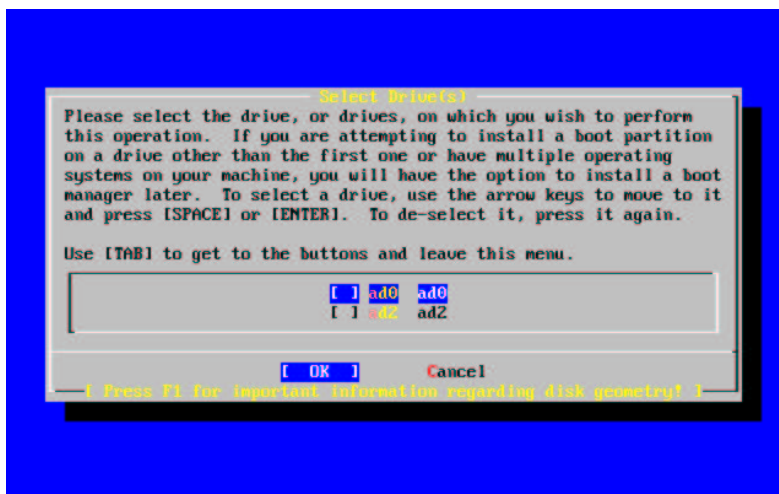 Select Drive(s)
Please select the drive, or drives, on which you wish to perform
this operation.  If you are attempting to install a boot partition
on a drive other than the first one or have multiple operating
systems on your machine, you will have the option to install a boot
manager later.  To select a drive, use the arrow keys to move to it
and press [SPACE] or [ENTER].  To de-select it, press it again.
Use [TAB] to get to the buttons and leave this menu.
[ ] ad0 ad0
[ ] ad2 ad2
[ OK ] Cancel
[ Press F1 for important information regarding disk geometry! ]